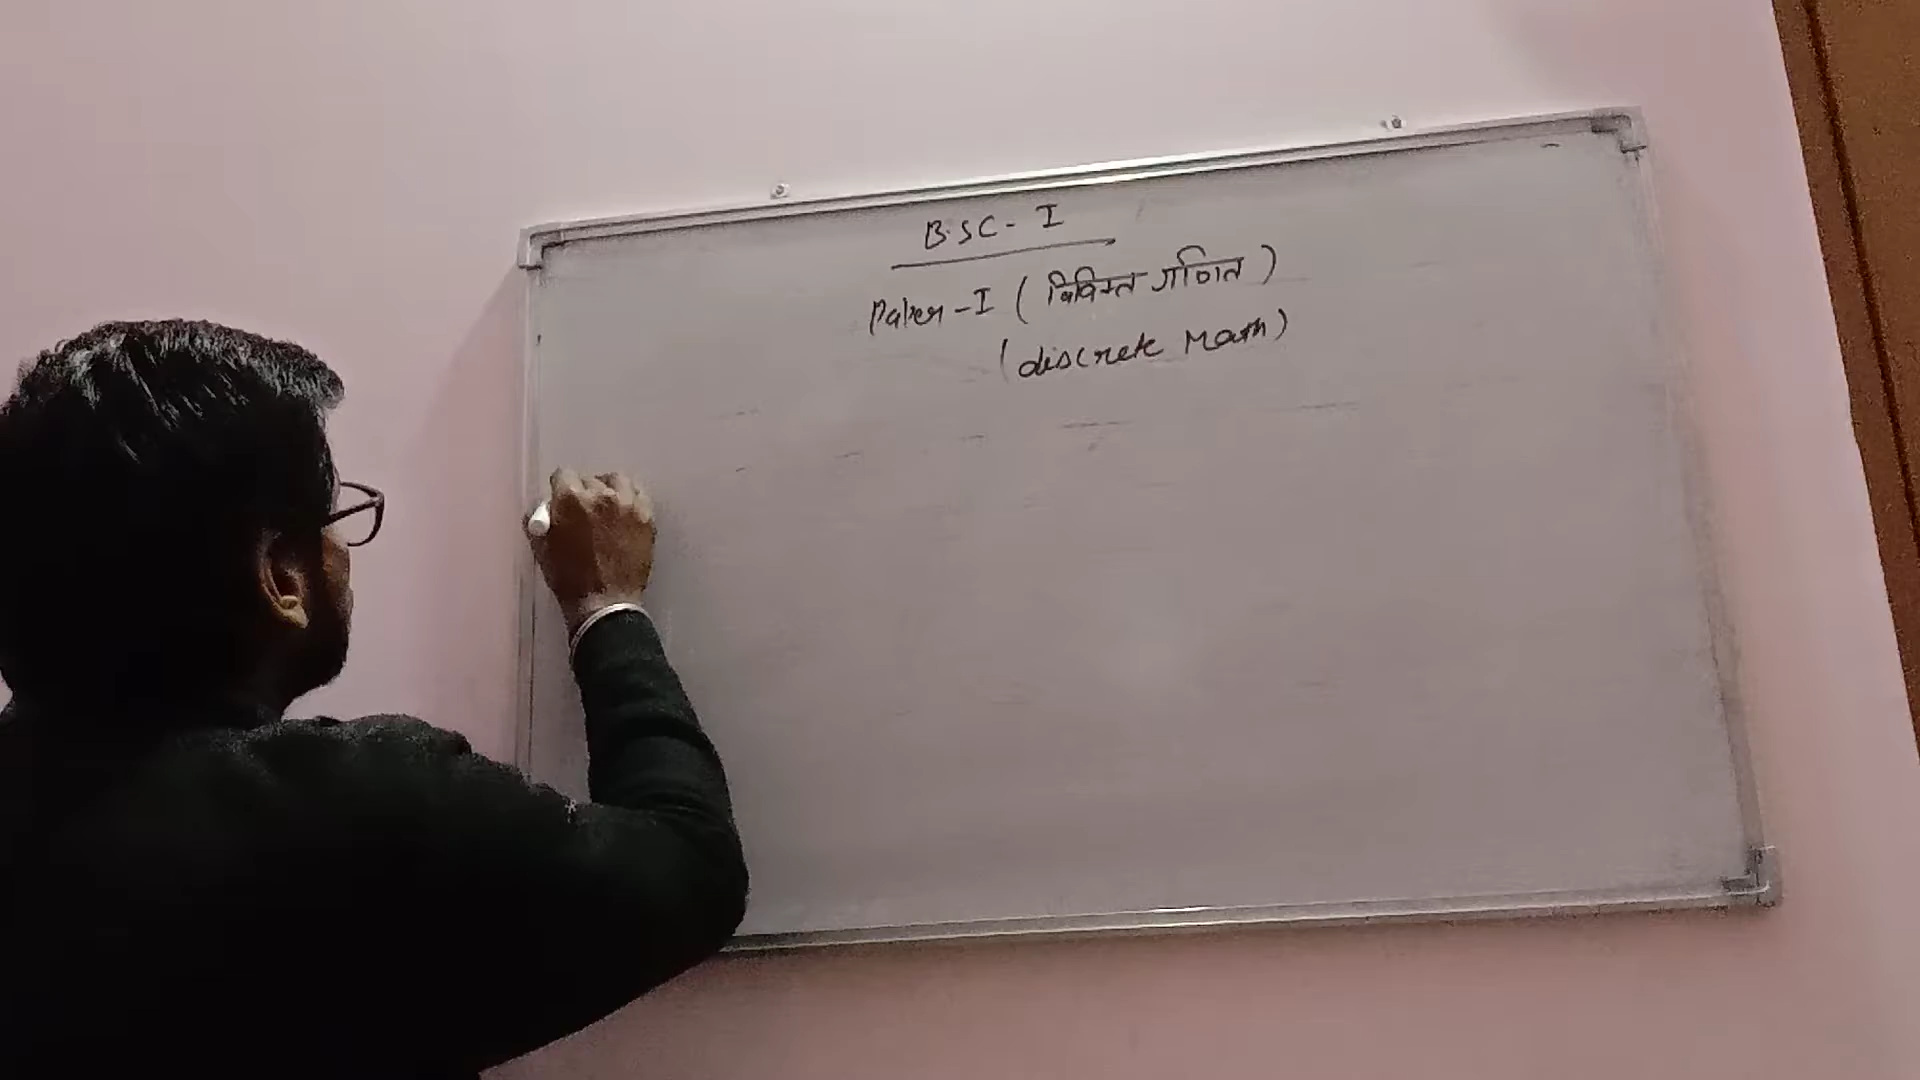 B.SC - I
Paper - I ( विविक्त गणित )
( discrete Math )